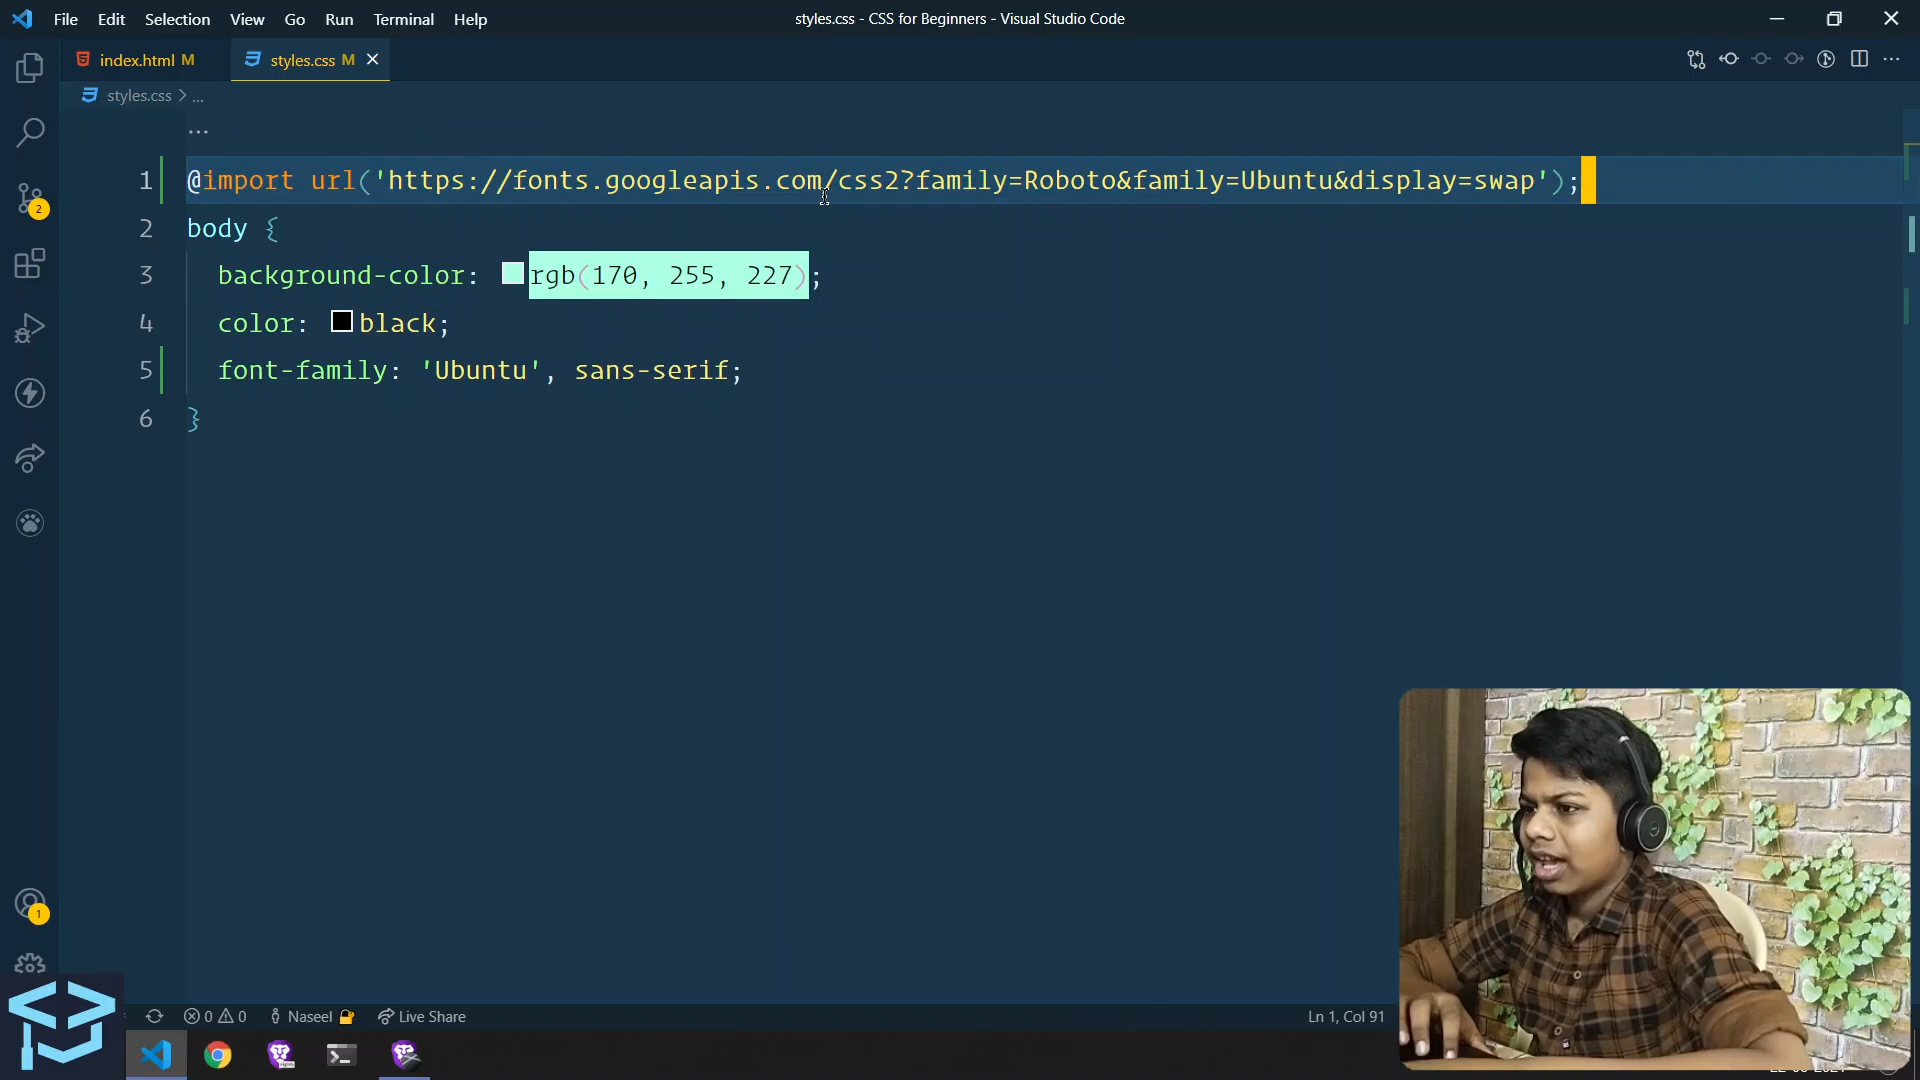 File Edit Selection View Go Run Terminal Help
styles.css - CSS for Beginners - Visual Studio Code
index.html M
styles.css M
styles.css > ...
1 @import url('https://fonts.googleapis.com/css2?family=Roboto&family=Ubuntu&display=swap');
2 body {
3 background-color: rgb(170, 255, 227);
4 color: black;
5 font-family: 'Ubuntu', sans-serif;
6 }
2
1
0 0 Naseel Live Share
Ln 1, Col 91